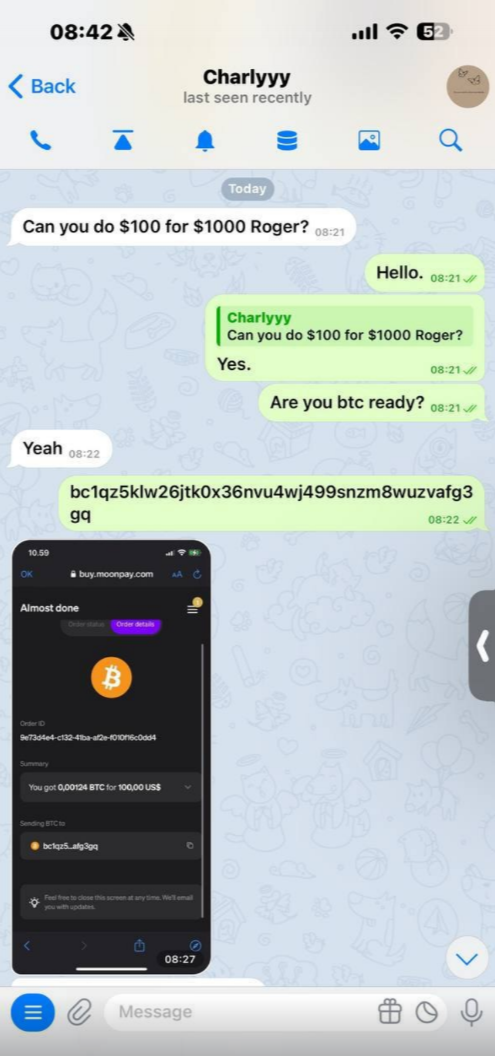 08:42
52
Back
Charlyyy
last seen recently
Today
Can you do $100 for $1000 Roger? 08:21
Hello. 08:21
Charlyyy
Can you do $100 for $1000 Roger?
Yes. 08:21
Are you btc ready? 08:21
Yeah 08:22
bc1qz5klw26jtk0x36nvu4wj499snzm8wuzvafg3
gq 08:22
10.59
OK buy.moonpay.com AA
Almost done
Order status Order details
Order ID
9e73d4e4-c132-41ba-af2e-f010f16c0dd4
Summary
You got 0,00124 BTC for 100,00 US$
Sending BTC to
bc1qz5...afg3gq
Feel free to close this screen at any time. We'll email
you with updates.
08:27
Message